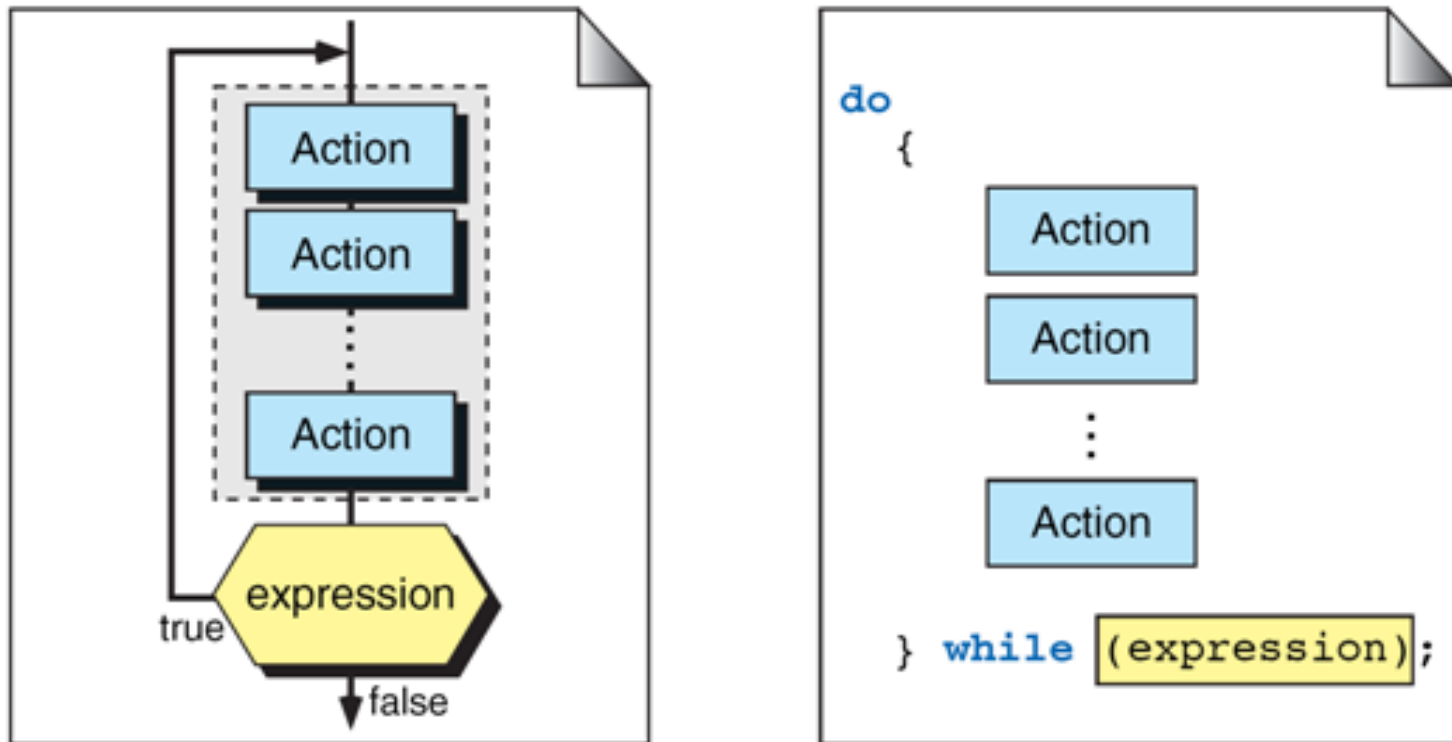 Action
Action
Action
expression
true
false
do
{
Action
Action
Action
} while (expression);